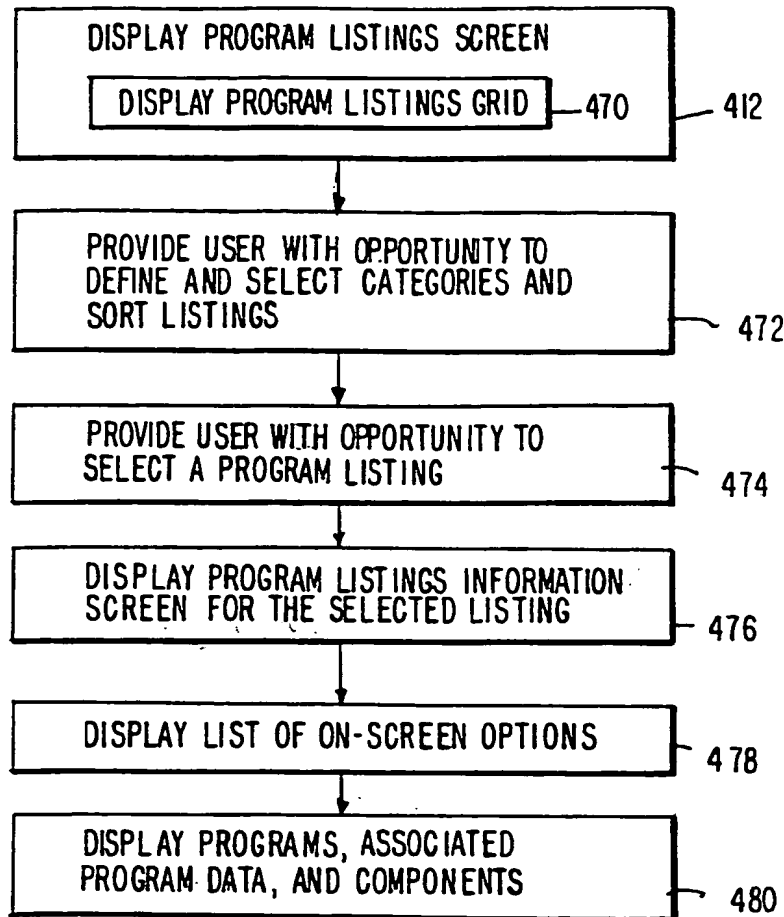 DISPLAY PROGRAM LISTINGS SCREEN
DISPLAY PROGRAM LISTINGS GRID
470
412
PROVIDE USER WITH OPPORTUNITY TO
DEFINE AND SELECT CATEGORIES AND
SORT LISTINGS
472
PROVIDE USER WITH OPPORTUNITY TO
SELECT A PROGRAM LISTING
474
DISPLAY PROGRAM LISTINGS INFORMATION
SCREEN FOR THE SELECTED LISTING
476
DISPLAY LIST OF ON-SCREEN OPTIONS
478
DISPLAY PROGRAMS, ASSOCIATED
PROGRAM DATA, AND COMPONENTS
480